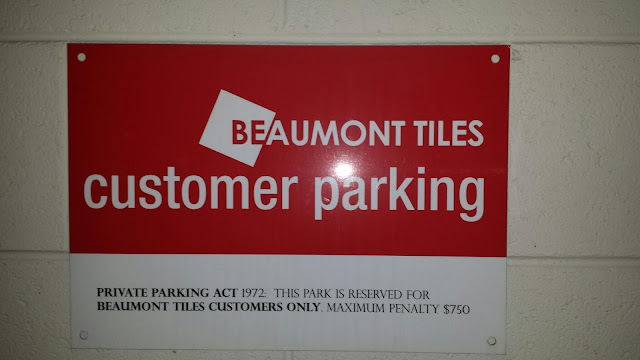 BEAUMONT TILES
customer parking
PRIVATE PARKING ACT 1972: THIS PARK IS RESERVED FOR
BEAUMONT TILES CUSTOMERS ONLY. MAXIMUM PENALTY $750